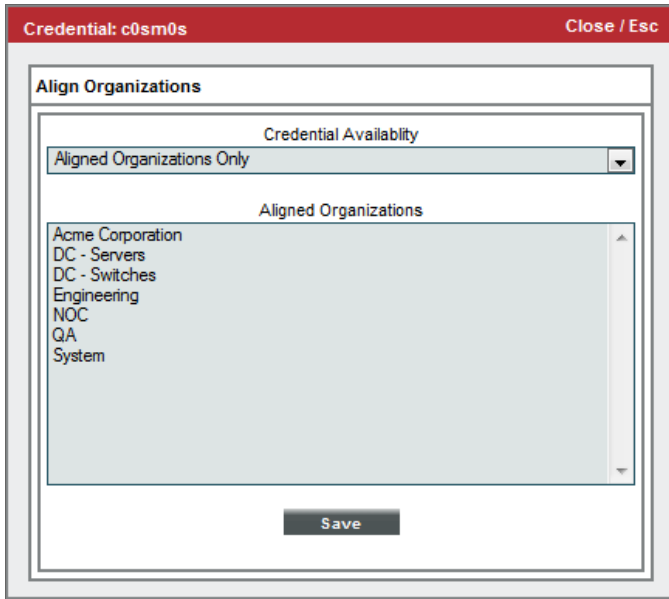 Credential: c0sm0s Close / Esc
Align Organizations
Credential Availablity
Aligned Organizations Only
Aligned Organizations
Acme Corporation
DC - Servers
DC - Switches
Engineering
NOC
QA
System
Save